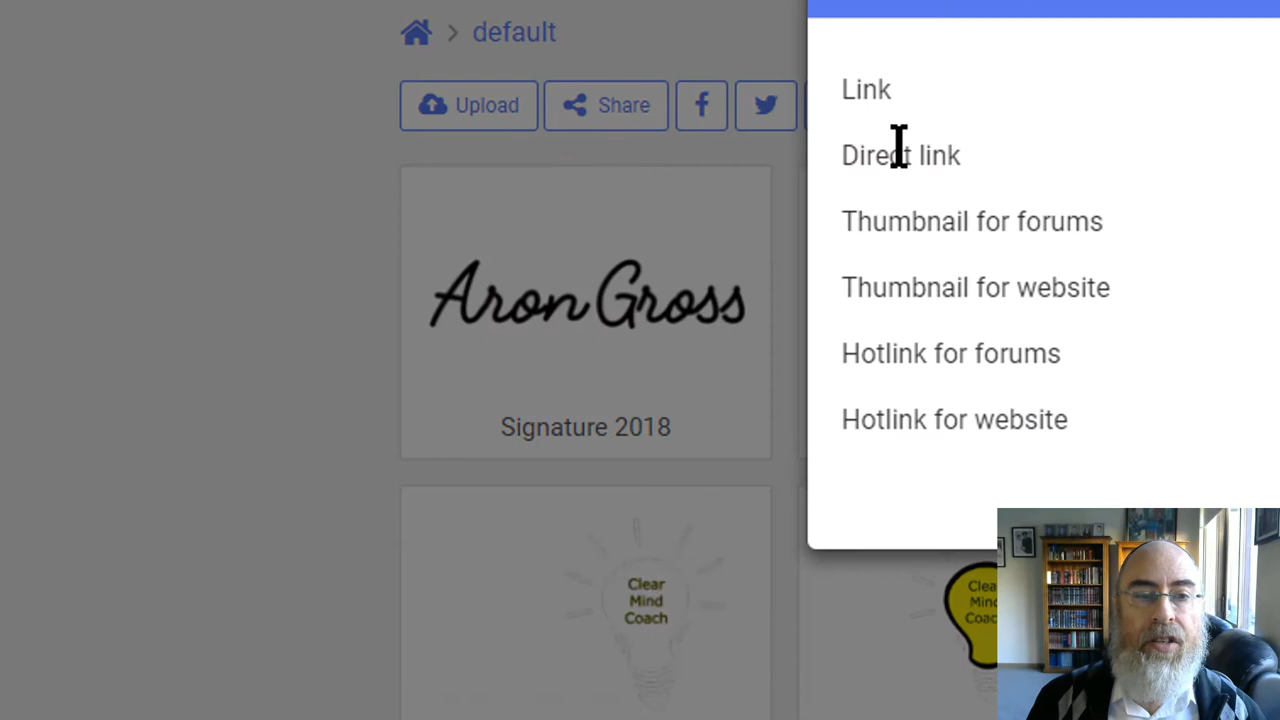 default
Upload
Share
Aron Gross
Signature 2018
Clear
Mind
Coach
Link
Direct link
Thumbnail for forums
Thumbnail for website
Hotlink for forums
Hotlink for website